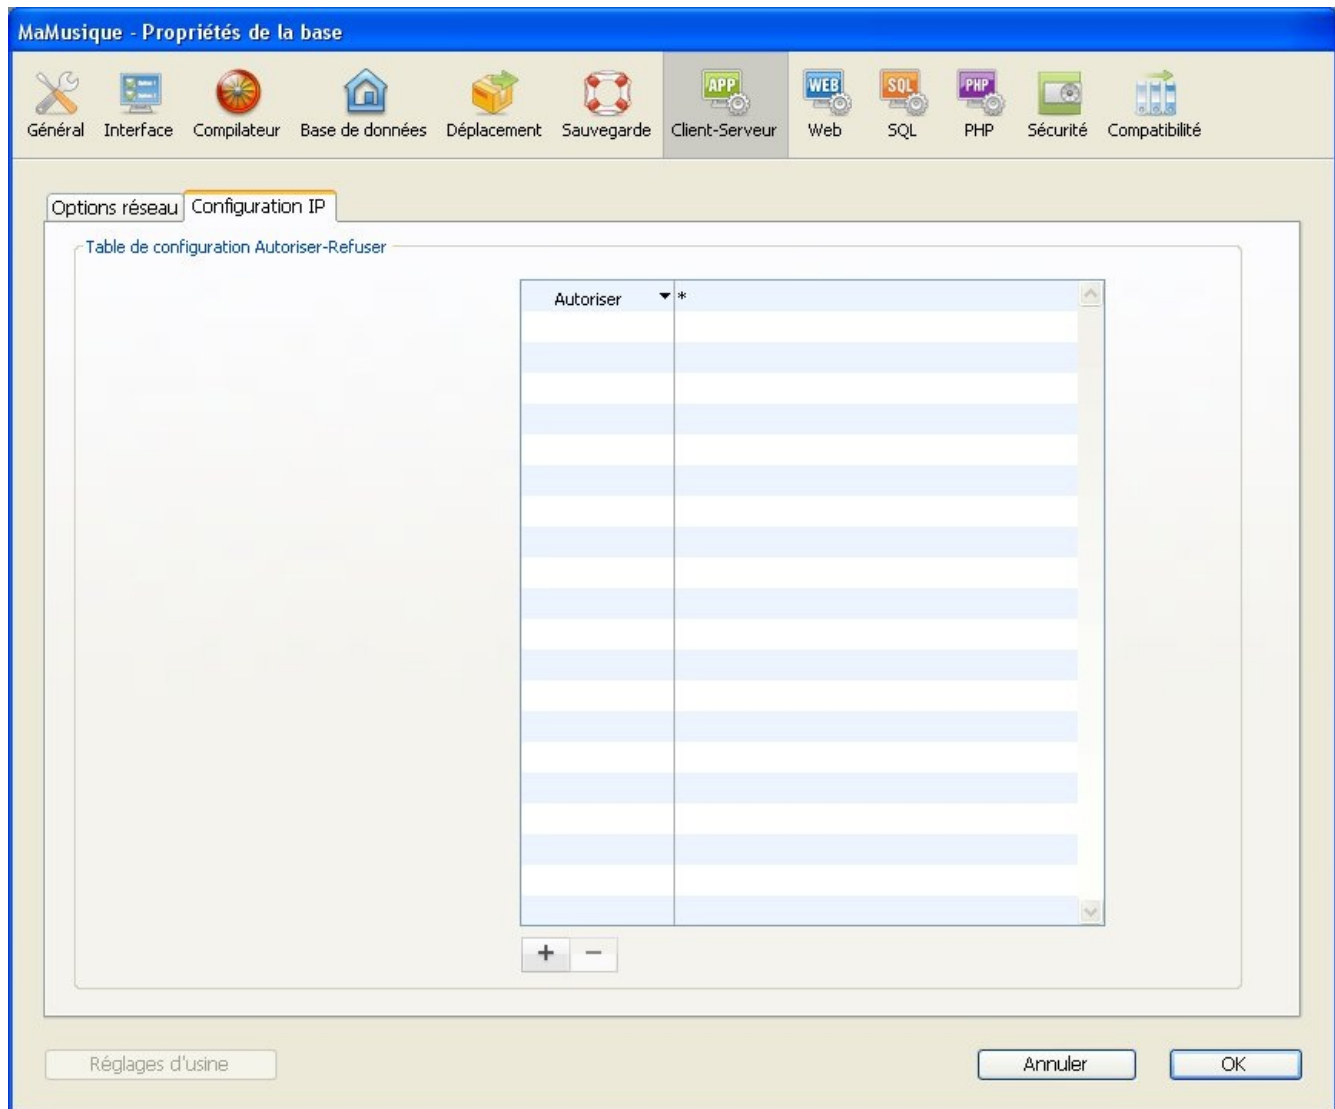 MaMusique - Propriétés de la base
APP WEB SQL PHP
Général Interface Compilateur Base de données Déplacement Sauvegarde Client-Serveur Web SQL PHP Sécurité Compatibilité
Options réseau Configuration IP
Table de configuration Autoriser-Refuser
Autoriser *
+ −
Réglages d'usine Annuler OK